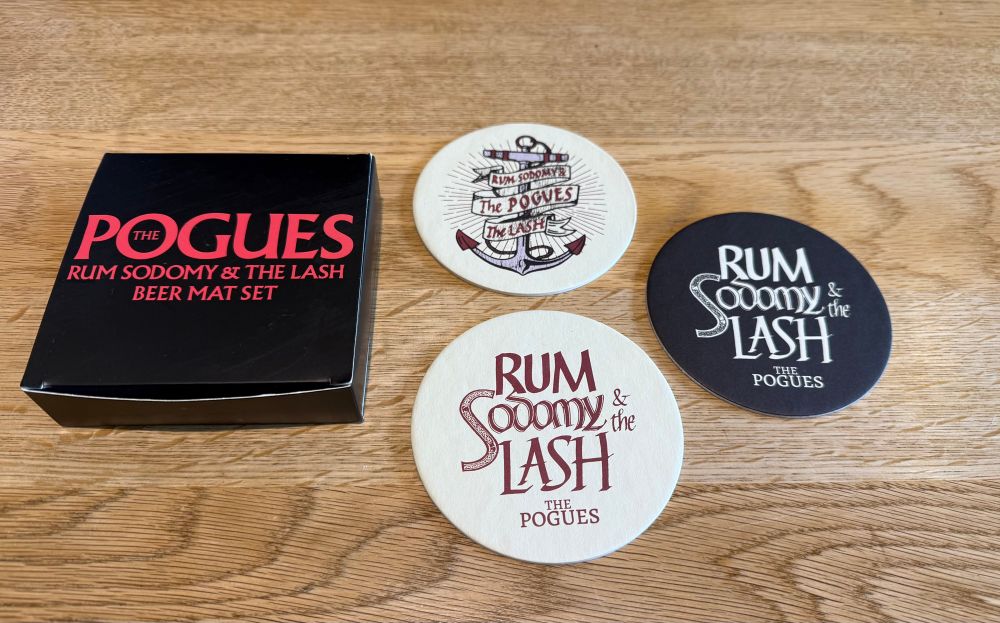 THE POGUES
RUM SODOMY & THE LASH
BEER MAT SET
RUM SODOMY &
The POGUES
The LASH
RUM
SODOMY &
the
LASH
THE
POGUES
RUM
SODOMY &
the
LASH
THE
POGUES